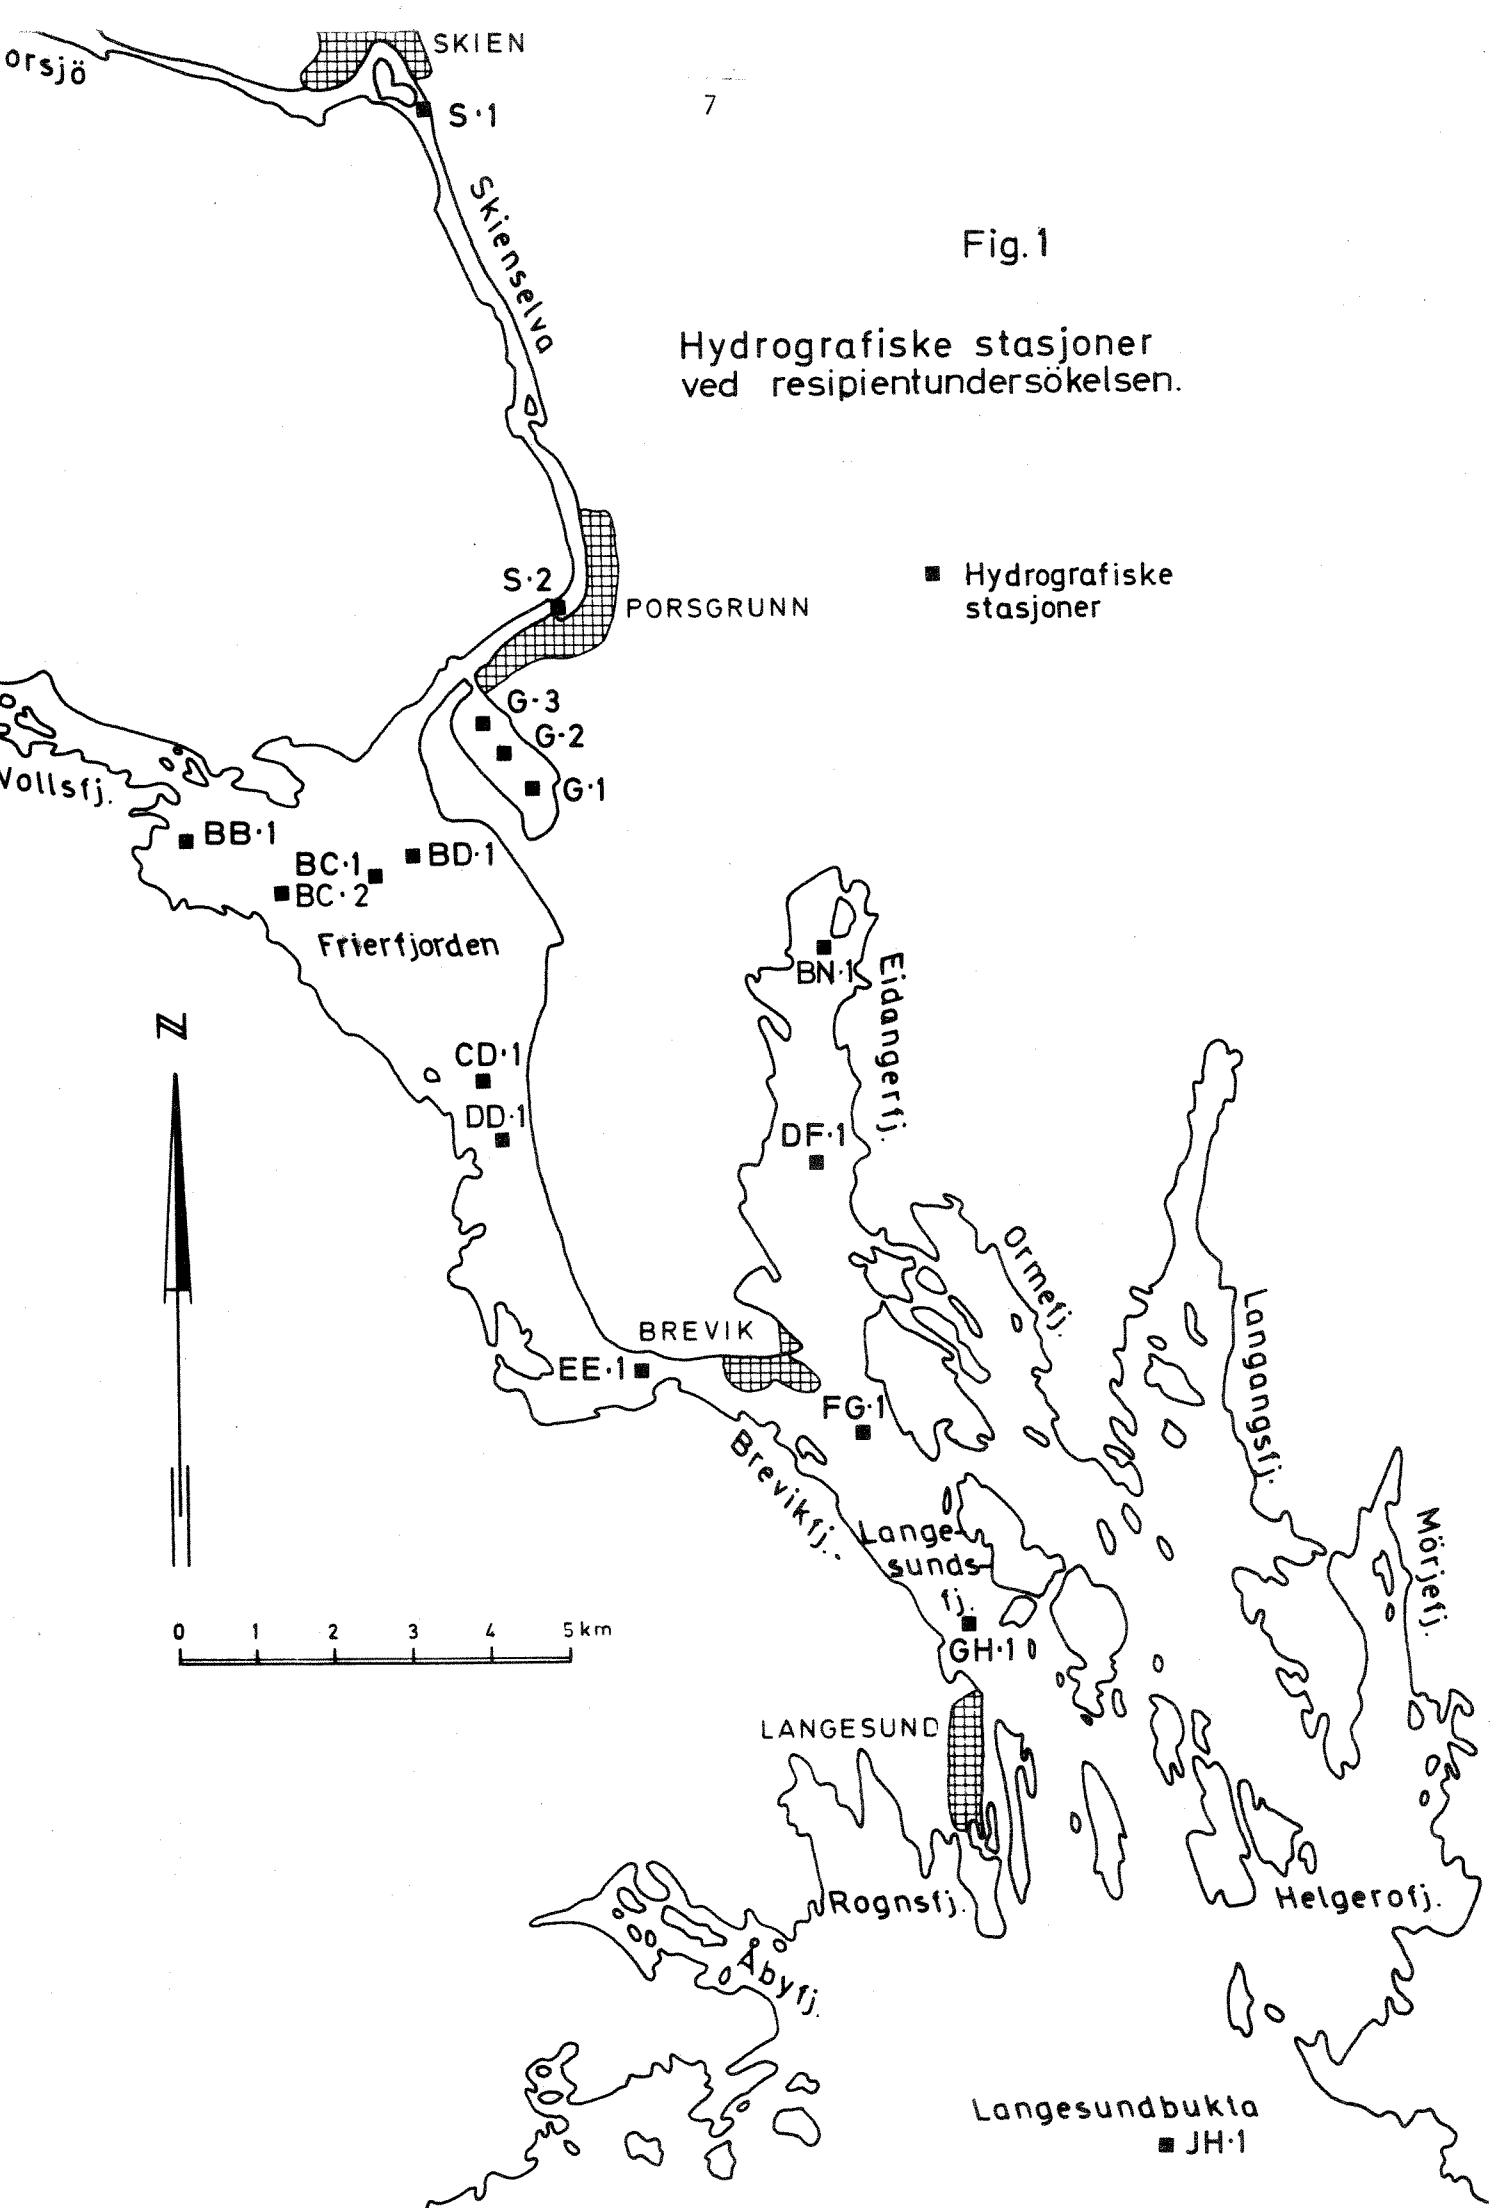 orsjö
SKIEN
S·1
7
Skienselva
Fig.1
Hydrografiske stasjoner
ved resipientundersökelsen.
S·2
PORSGRUNN
Hydrografiske
stasjoner
G·3
G·2
G·1
Vollsfj.
BB·1
BC·1
BD·1
BC·2
Frierfjorden
BN·1
Eidangerfj.
N
CD·1
DD·1
DF·1
Ormefj.
Langangsfj.
BREVIK
EE·1
FG·1
Brevikfj.
Lange-
sunds-
fj.
Mörjefj.
0 1 2 3 4 5 km
GH·1
LANGESUND
Rognsfj.
Helgerofj.
Åbyfj.
Langesundbukta
JH·1